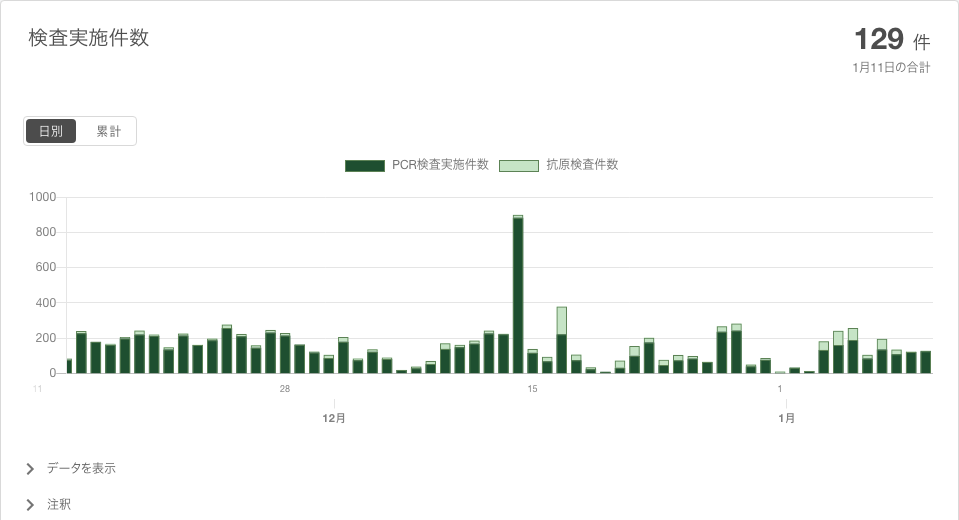 検査実施件数
129 件
1月11日の合計
日別 累計
PCR検査実施件数 抗原検査件数
1000
800
600
400
200
0
11 28 15 1
12月 1月
データを表示
注釈